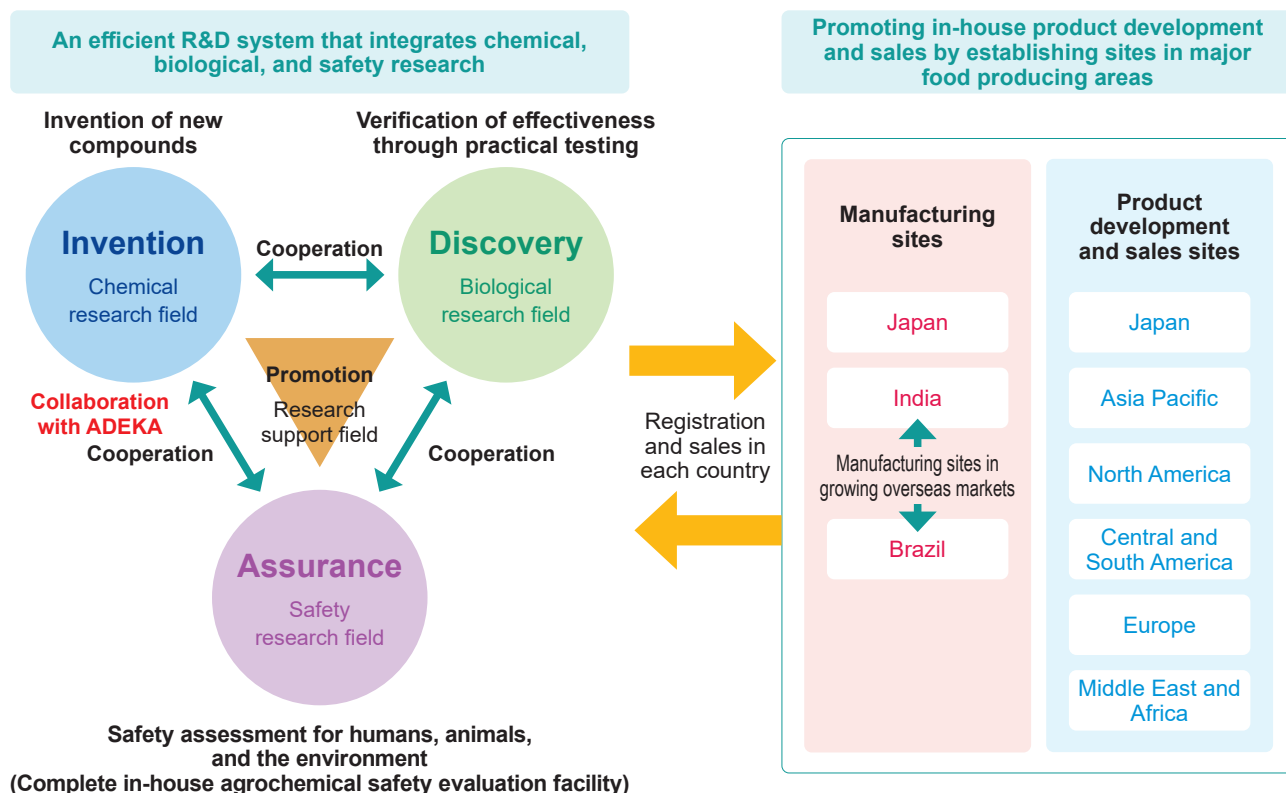 An efficient R&D system that integrates chemical,
biological, and safety research
Invention of new
compounds
Verification of effectiveness
through practical testing
Invention
Chemical
research field
Cooperation
Discovery
Biological
research field
Promotion
Research
support field
Collaboration
with ADEKA
Cooperation
Cooperation
Assurance
Safety
research field
Safety assessment for humans, animals,
and the environment
(Complete in-house agrochemical safety evaluation facility)
Registration
and sales in
each country
Promoting in-house product development
and sales by establishing sites in major
food producing areas
Manufacturing
sites
Japan
India
Manufacturing sites in
growing overseas markets
Brazil
Product
development
and sales sites
Japan
Asia Pacific
North America
Central and
South America
Europe
Middle East and
Africa